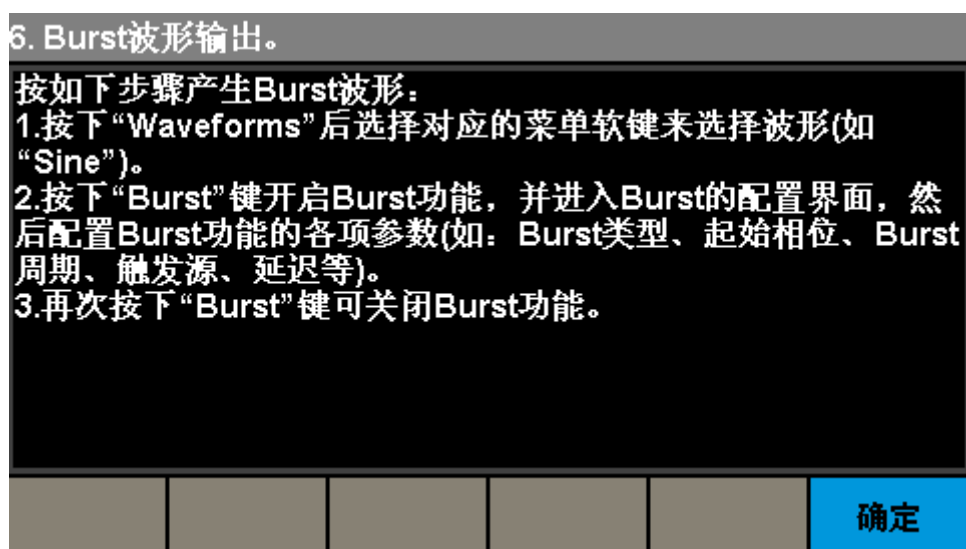 6. Burst波形输出。
按如下步骤产生Burst波形：
1.按下“Waveforms”后选择对应的菜单软键来选择波形(如
“Sine”)。
2.按下“Burst”键开启Burst功能，并进入Burst的配置界面，然
后配置Burst功能的各项参数(如：Burst类型、起始相位、Burst
周期、触发源、延迟等)。
3.再次按下“Burst”键可关闭Burst功能。
确定